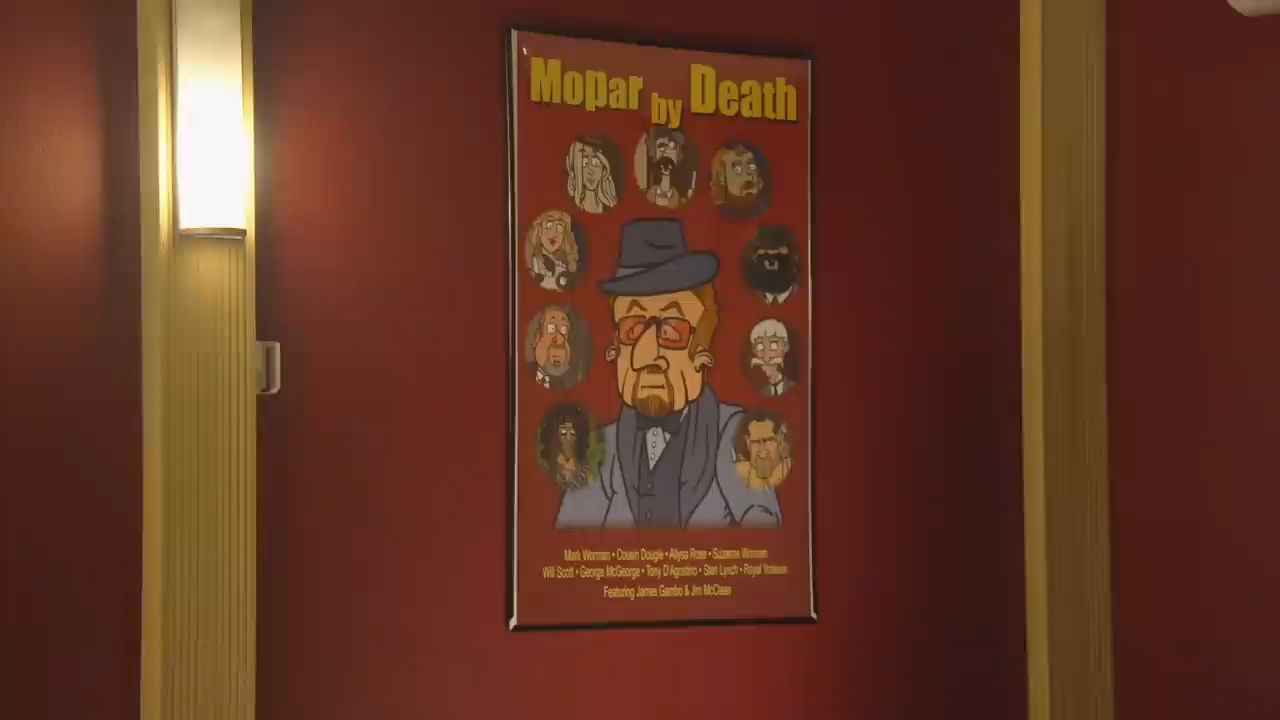 Mopar by Death
Mark Worman • Cousin Dougie • Allysa Rose • Suzanne Worman
Will Scott • George McGeorge • Tony D'Agostino • Stan Lynch • Royal Yoakum
Featuring James Gambo & Jim McClean